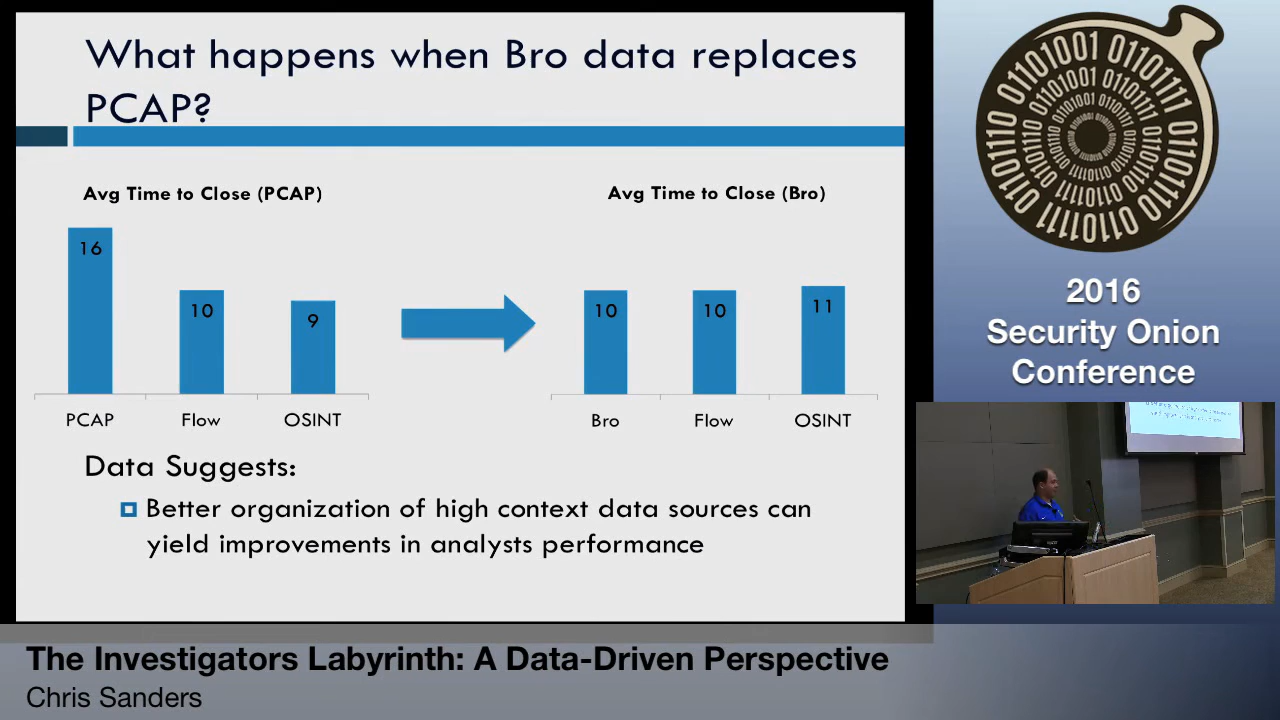 What happens when Bro data replaces
PCAP?
Avg Time to Close (PCAP)
16
10
9
PCAP
Flow
OSINT
Avg Time to Close (Bro)
10
10
11
Bro
Flow
OSINT
Data Suggests:
Better organization of high context data sources can
yield improvements in analysts performance
2016
Security Onion
Conference
The Investigators Labyrinth: A Data-Driven Perspective
Chris Sanders